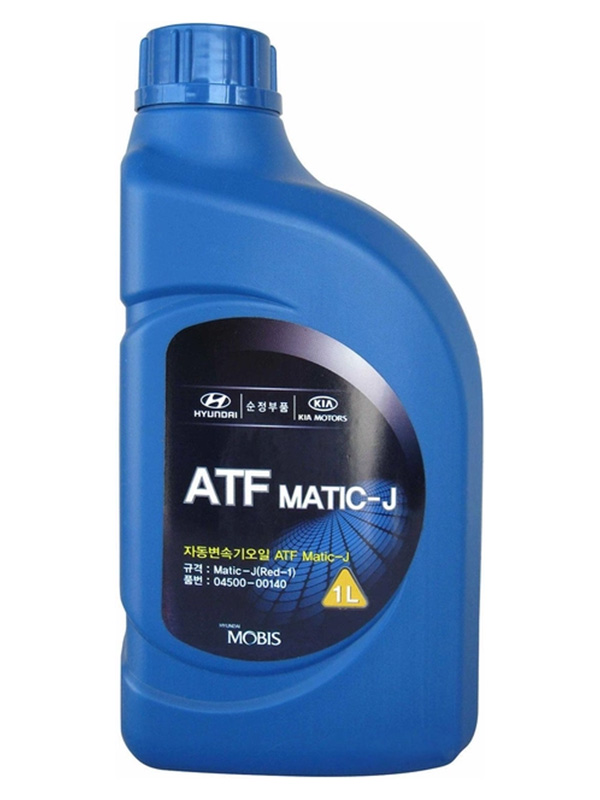 HYUNDAI 순정부품 KIA
KIA MOTORS
ATF MATIC-J
자동변속기오일 ATF Matic-J
규격 : Matic-J(Red-1)
품번 : 04500-00140
1 L
HYUNDAI
MOBIS